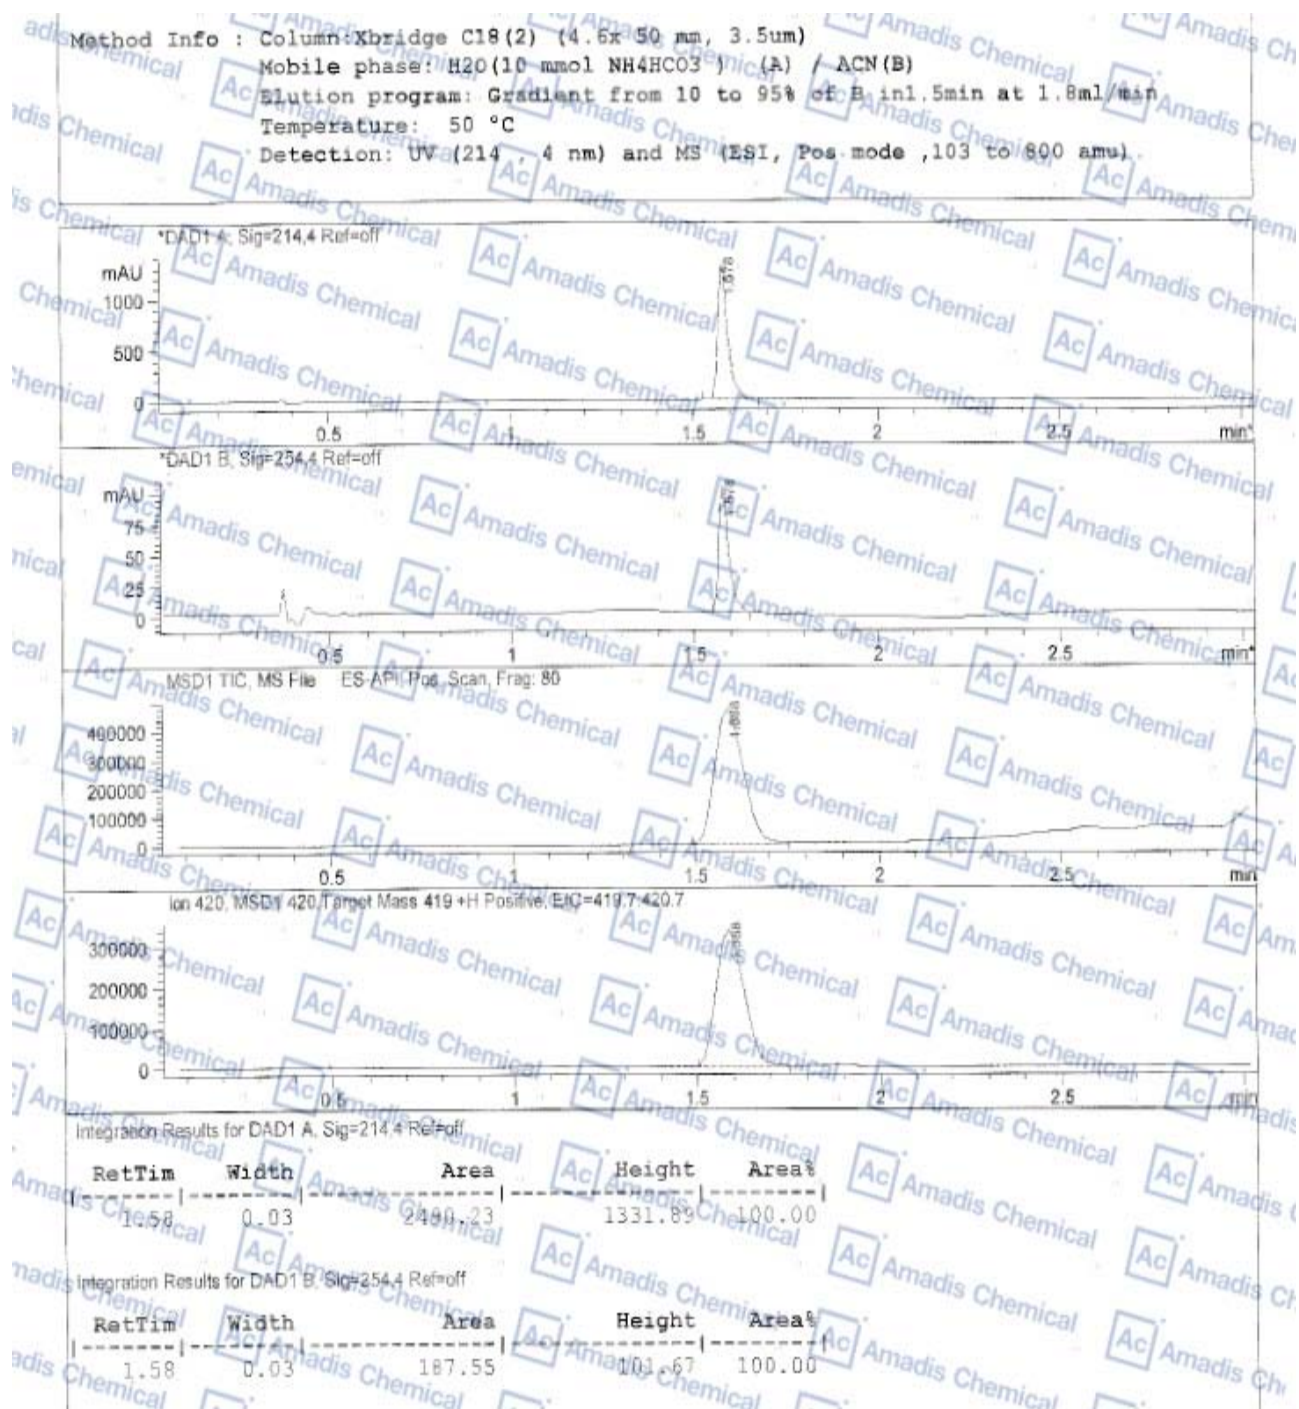 Method Info : Column:Xbridge C18(2) (4.6x 50 mm, 3.5um)
Mobile phase: H2O(10 mmol NH4HCO3 ) (A) / ACN(B)
Elution program: Gradient from 10 to 95% of B in1.5min at 1.8ml/min
Temperature: 50 °C
Detection: UV (214 , 4 nm) and MS (ESI, Pos mode ,103 to 800 amu)
*DAD1 A, Sig=214,4 Ref=off
mAU
1000
500
0
1.578
0.5 1 1.5 2 2.5 min*
*DAD1 B, Sig=254,4 Ref=off
mAU
75
50
25
0
0.5 1 1.5 2 2.5 min*
MSD1 TIC, MS File ES-API, Pos, Scan, Frag: 80
400000
300000
200000
100000
0
0.5 1 1.5 2 2.5 min
Ion 420, MSD1 420,Target Mass 419 +H Positive, EIC=419.7:420.7
300000
200000
100000
0
0.5 1 1.5 2 2.5 min
Integration Results for DAD1 A, Sig=214,4 Ref=off
RetTim Width Area Height Area%
1.58 0.03 2490.23 1331.89 100.00
Integration Results for DAD1 B, Sig=254,4 Ref=off
RetTim Width Area Height Area%
1.58 0.03 187.55 101.67 100.00
Ac Amadis Chemical